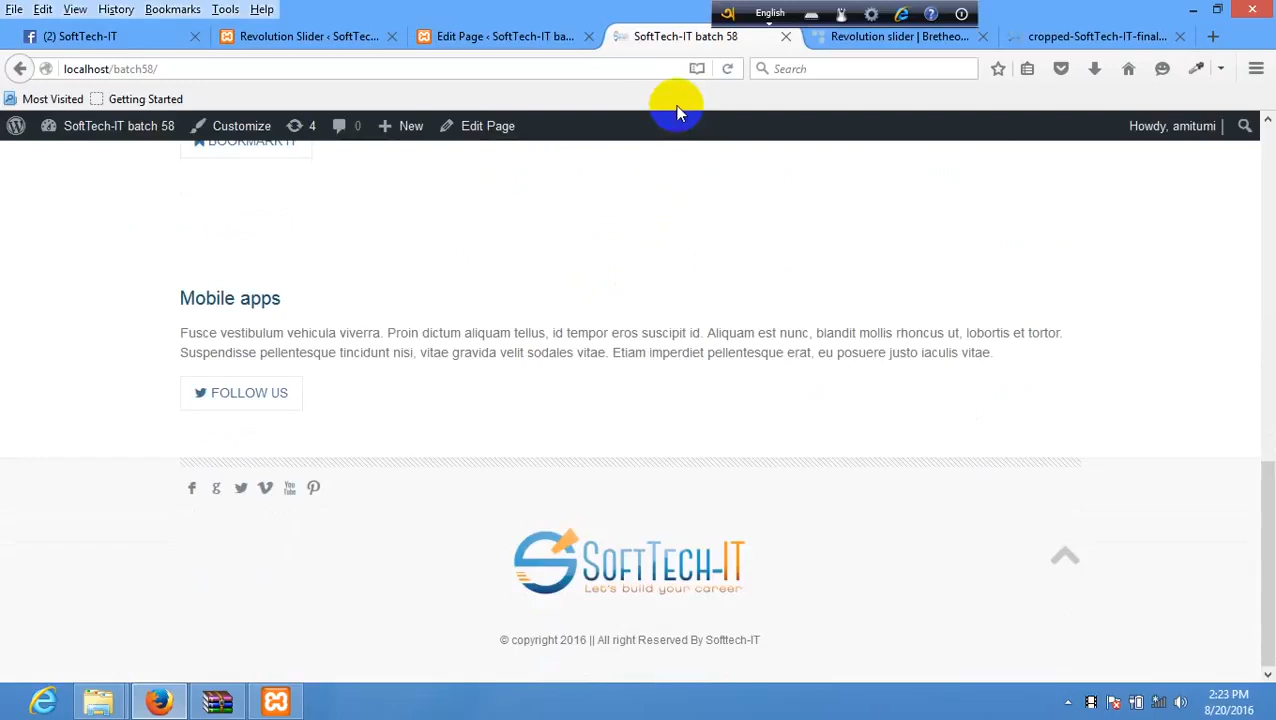 File Edit View History Bookmarks Tools Help
English
(2) SoftTech-IT
Revolution Slider ‹ SoftTec...
Edit Page ‹ SoftTech-IT ba...
SoftTech-IT batch 58
Revolution slider | Bretheo...
cropped-SoftTech-IT-final...
localhost/batch58/
Search
Most Visited Getting Started
SoftTech-IT batch 58 Customize 4 0 New Edit Page
Howdy, amitumi
BOOKMARK IT
Mobile apps
Fusce vestibulum vehicula viverra. Proin dictum aliquam tellus, id tempor eros suscipit id. Aliquam est nunc, blandit mollis rhoncus ut, lobortis et tortor.
Suspendisse pellentesque tincidunt nisi, vitae gravida velit sodales vitae. Etiam imperdiet pellentesque erat, eu posuere justo iaculis vitae.
FOLLOW US
You Tube
SoftTech-IT
Let's build your career
© copyright 2016 || All right Reserved By Softtech-IT
2:23 PM
8/20/2016